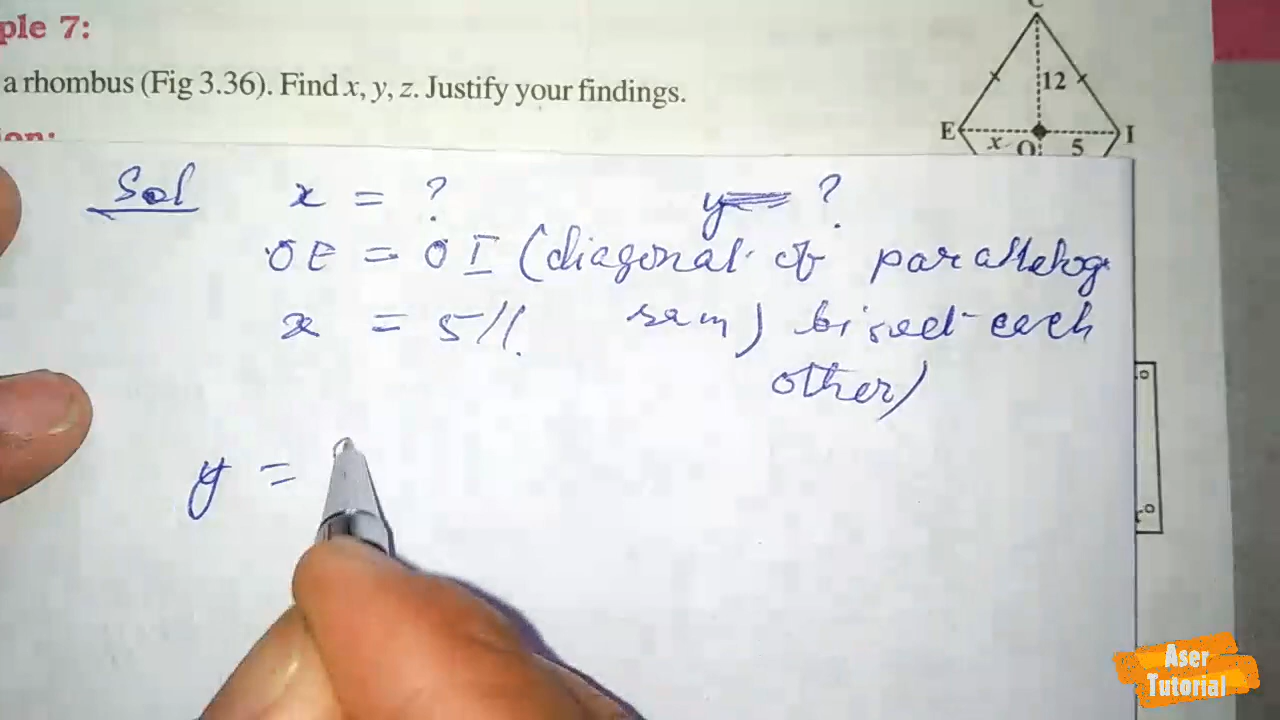 ple 7:
a rhombus (Fig 3.36). Find x, y, z. Justify your findings.
12
E
x
O
5
I
Sol x = ? y = ?
OE = OI (diagonal of parallelog
x = 5 //. ram) bisect each
other)
y =
Aser
Tutorial